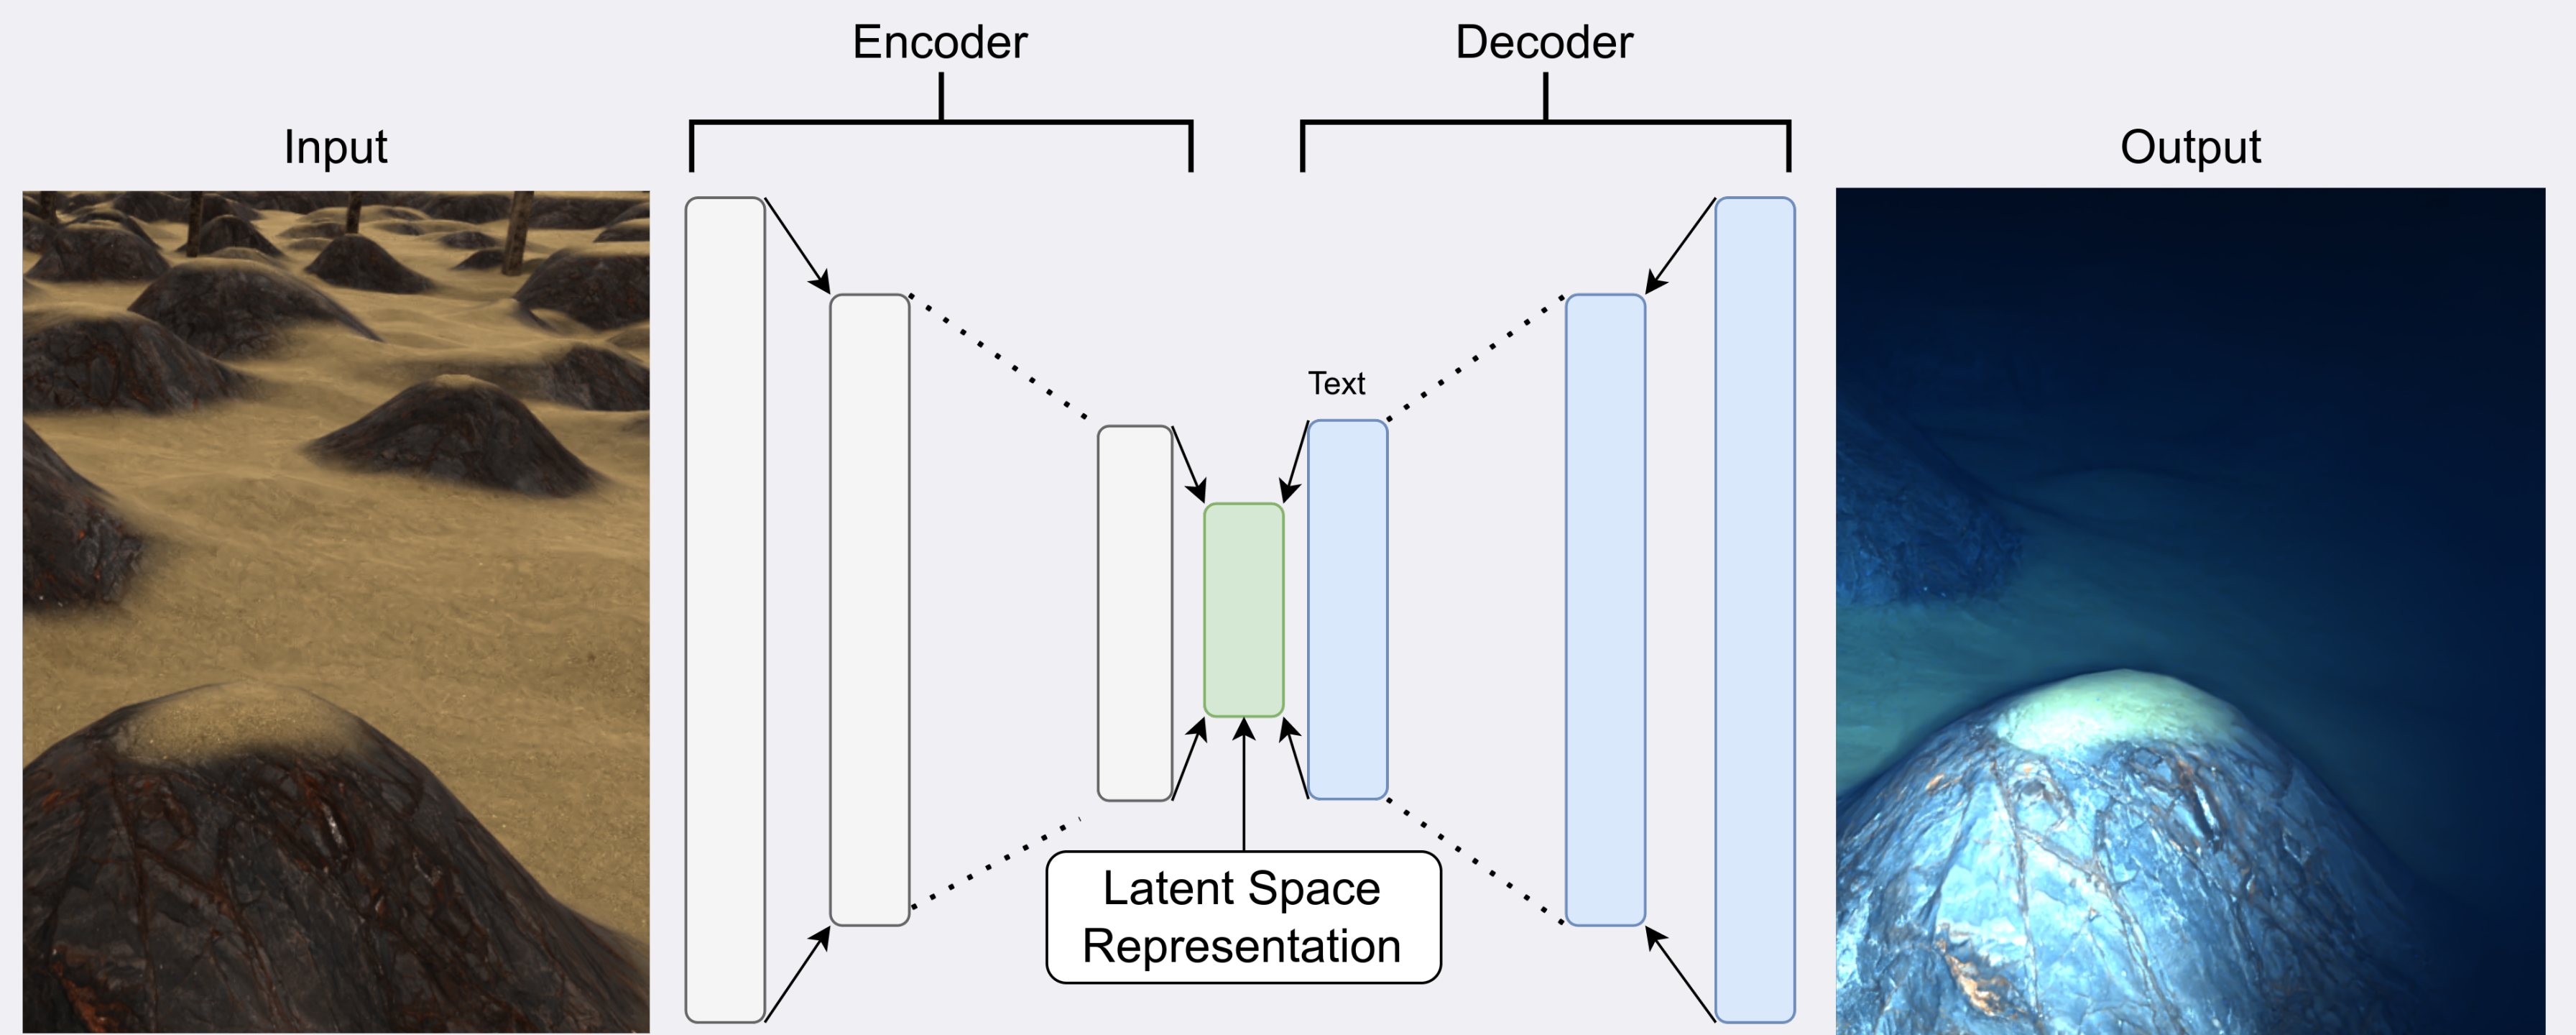 Encoder
Decoder
Input
Output
Text
Latent Space
Representation